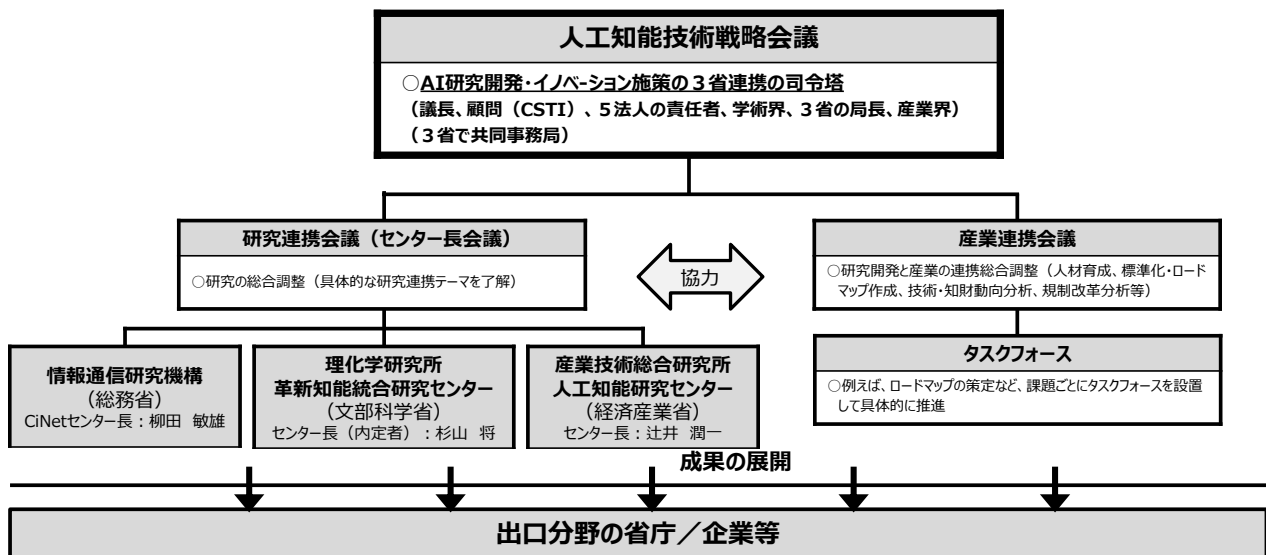 人工知能技術戦略会議
○AI研究開発・イノベーション施策の３省連携の司令塔
（議長、顧問（CSTI）、５法人の責任者、学術界、３省の局長、産業界）
（３省で共同事務局）
研究連携会議（センター長会議）
○研究の総合調整（具体的な研究連携テーマを了解）
協力
産業連携会議
○研究開発と産業の連携総合調整（人材育成、標準化・ロード
マップ作成、技術・知財動向分析、規制改革分析等）
情報通信研究機構
（総務省）
CiNetセンター長：柳田 敏雄
理化学研究所
革新知能統合研究センター
（文部科学省）
センター長（内定者）：杉山 将
産業技術総合研究所
人工知能研究センター
（経済産業省）
センター長：辻井 潤一
タスクフォース
○例えば、ロードマップの策定など、課題ごとにタスクフォースを設置
して具体的に推進
成果の展開
出口分野の省庁／企業等